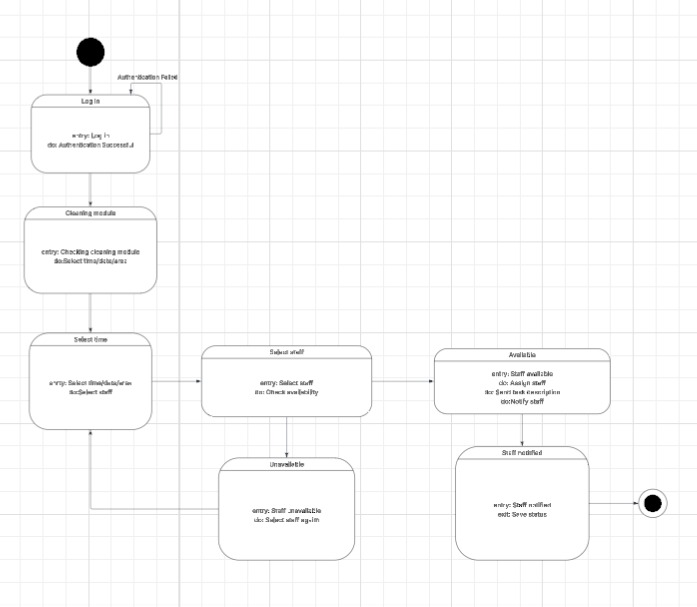 Authentication Failed
Log In
entry: Log In
do: Authentication Successful
Cleaning module
entry: Checking cleaning module
do:Select time/date/area
Select time
entry: Select time/date/area
do:Select staff
Select staff
entry: Select staff
do: Check availability
Available
entry: Staff available
do: Assign staff
do: Send task description
do:Notify staff
Unavailable
entry: Staff unavailable
do: Select staff again
Staff notified
entry: Staff notified
exit: Save status